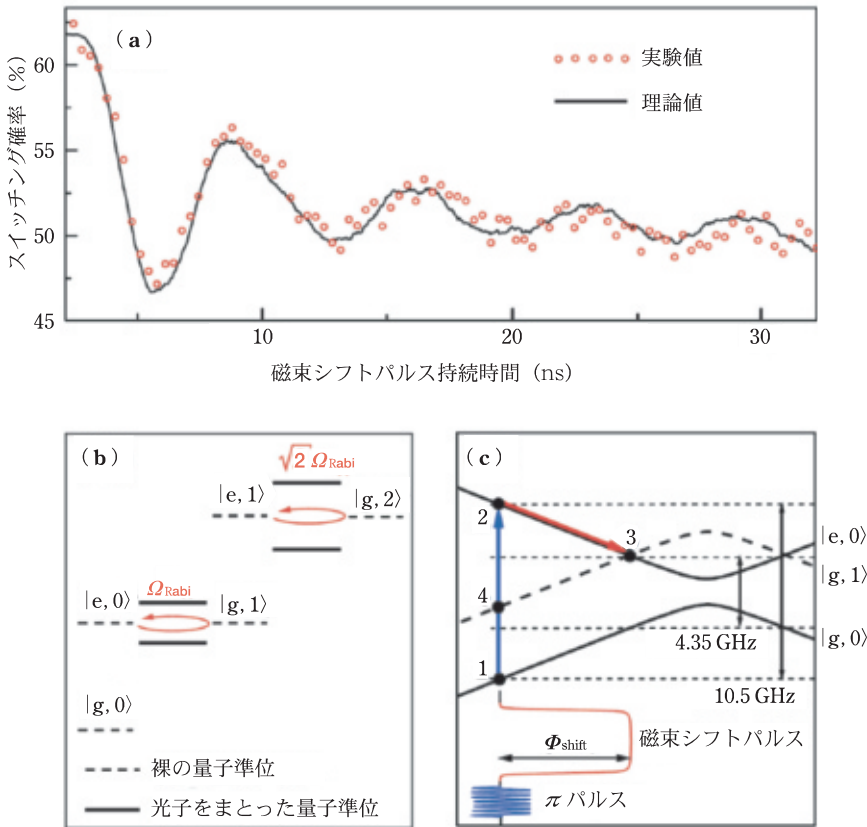 (a)
実験値
理論値
スイッチング確率 (%)
60
55
50
45
10
20
30
磁束シフトパルス持続時間 (ns)
(b)
√2 ΩRabi
|e, 1⟩
|g, 2⟩
ΩRabi
|e, 0⟩
|g, 1⟩
|g, 0⟩
裸の量子準位
光子をまとった量子準位
(c)
2
3
|e, 0⟩
|g, 1⟩
4
|g, 0⟩
4.35 GHz
1
10.5 GHz
Φshift
磁束シフトパルス
π パルス